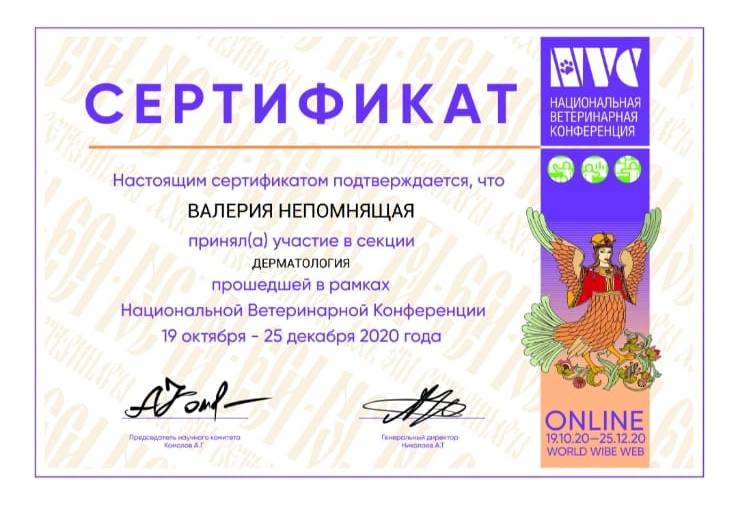 СЕРТИФИКАТ
Настоящим сертификатом подтверждается, что
ВАЛЕРИЯ НЕПОМНЯЩАЯ
принял(а) участие в секции
ДЕРМАТОЛОГИЯ
прошедшей в рамках
Национальной Ветеринарной Конференции
19 октября - 25 декабря 2020 года
Председатель научного комитета
Комолов А.Г
Генеральный директор
Николаев А.Т
NVC
НАЦИОНАЛЬНАЯ
ВЕТЕРИНАРНАЯ
КОНФЕРЕНЦИЯ
ONLINE
19.10.20—25.12.20
WORLD WIBE WEB